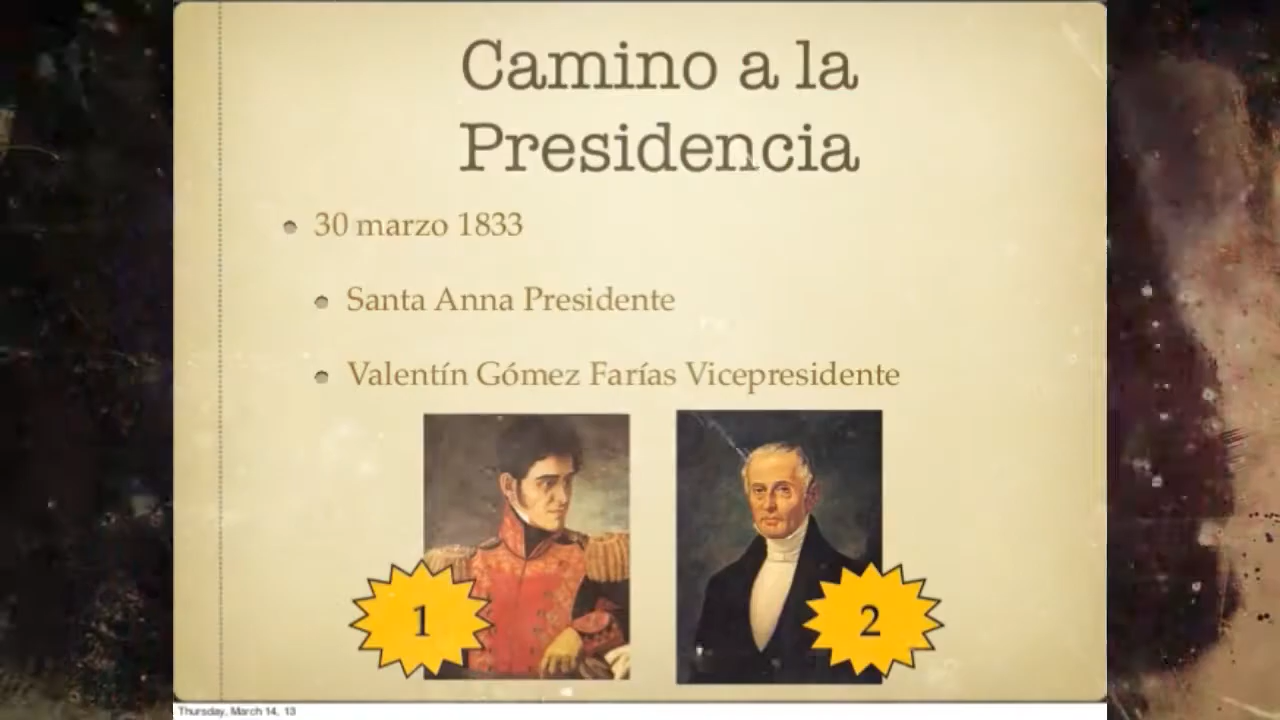 Camino a la
Presidencia
30 marzo 1833
Santa Anna Presidente
Valentín Gómez Farías Vicepresidente
1
2
Thursday, March 14, 13